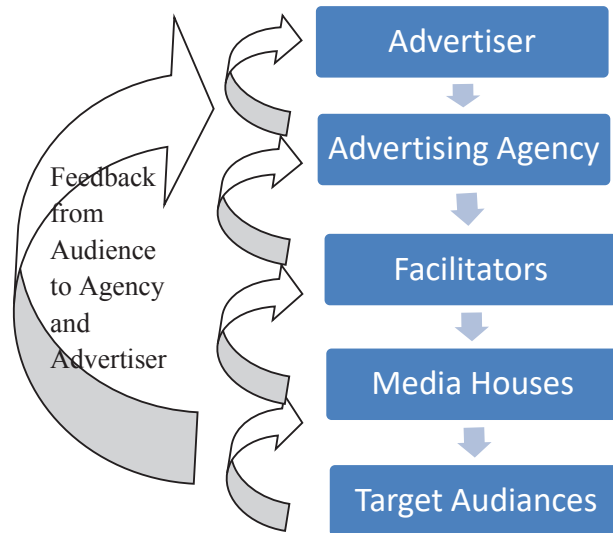 Advertiser
Advertising Agency
Facilitators
Media Houses
Target Audiances
Feedback
from
Audience
to Agency
and
Advertiser